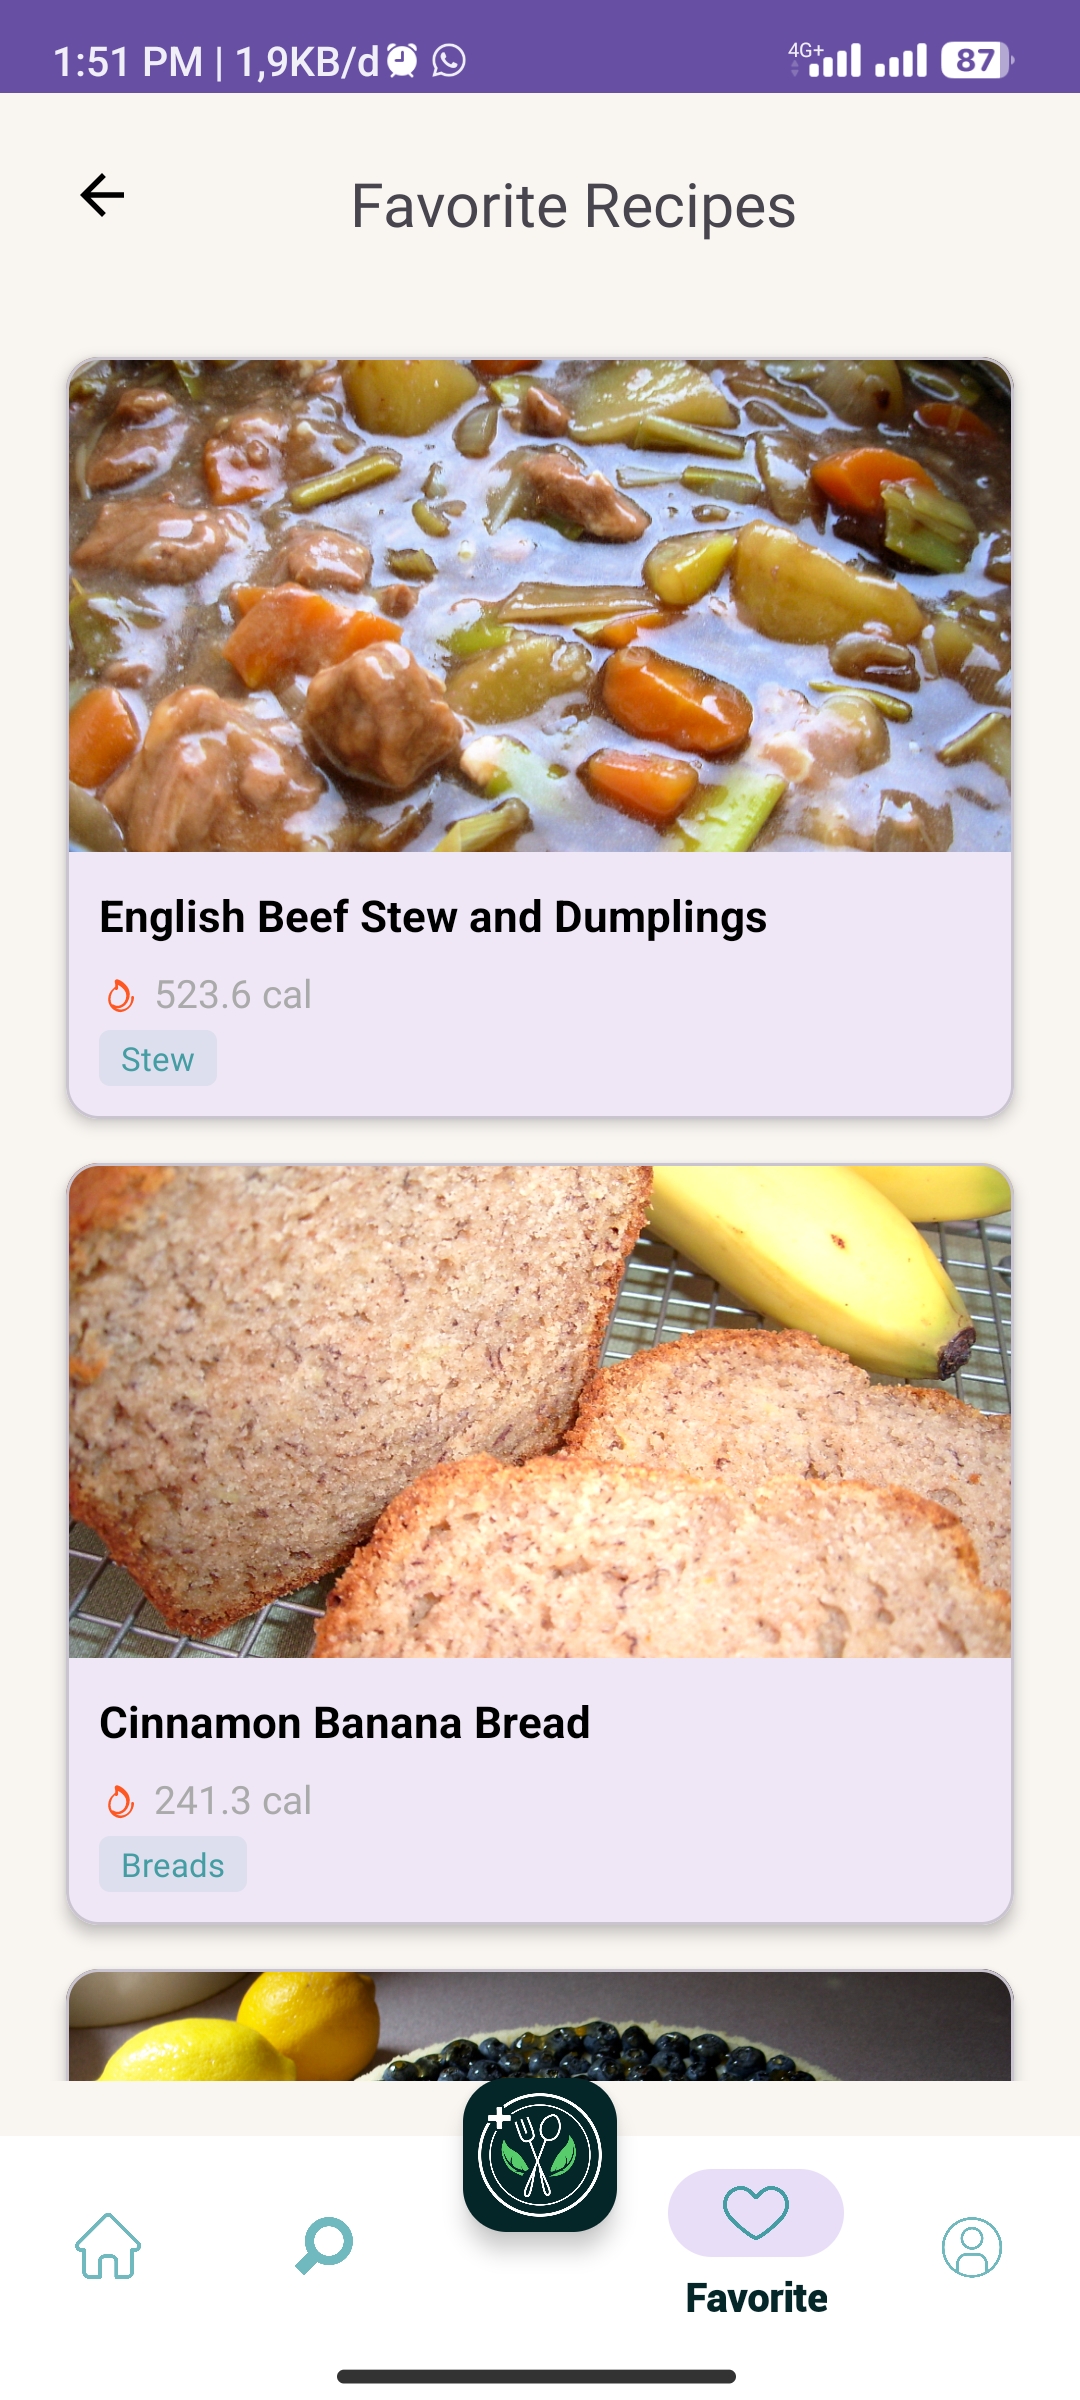 1:51 PM | 1,9KB/d 4G+ 87
Favorite Recipes
English Beef Stew and Dumplings
523.6 cal
Stew
Cinnamon Banana Bread
241.3 cal
Breads
Favorite